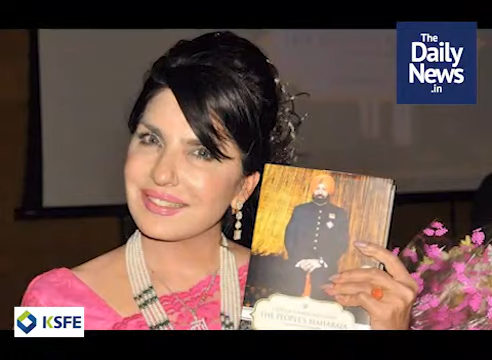 The
Daily
News
.in
THE PEOPLE'S MAHARAJA
KSFE